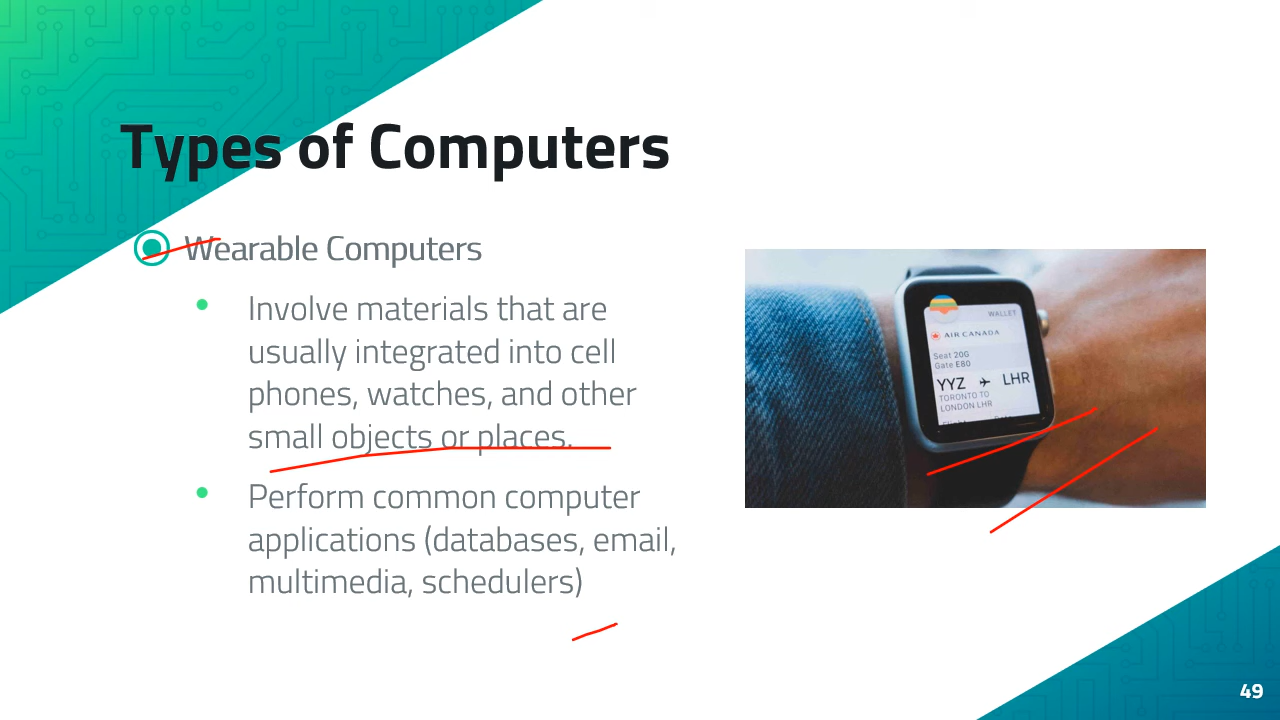 Types of Computers
Wearable Computers
Involve materials that are
usually integrated into cell
phones, watches, and other
small objects or places.
Perform common computer
applications (databases, email,
multimedia, schedulers)
WALLET
AIR CANADA
Seat 20G
Gate E80
YYZ LHR
TORONTO TO
LONDON LHR
49